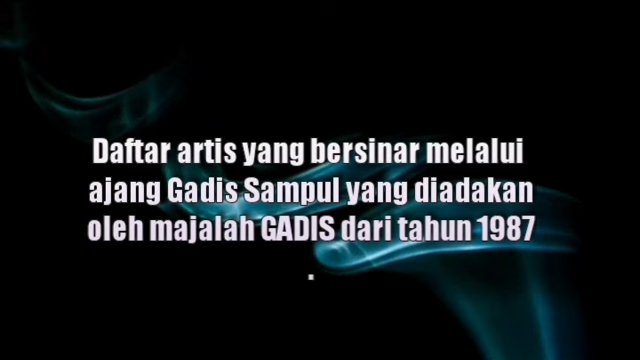 Daftar artis yang bersinar melalui
ajang Gadis Sampul yang diadakan
oleh majalah GADIS dari tahun 1987
.